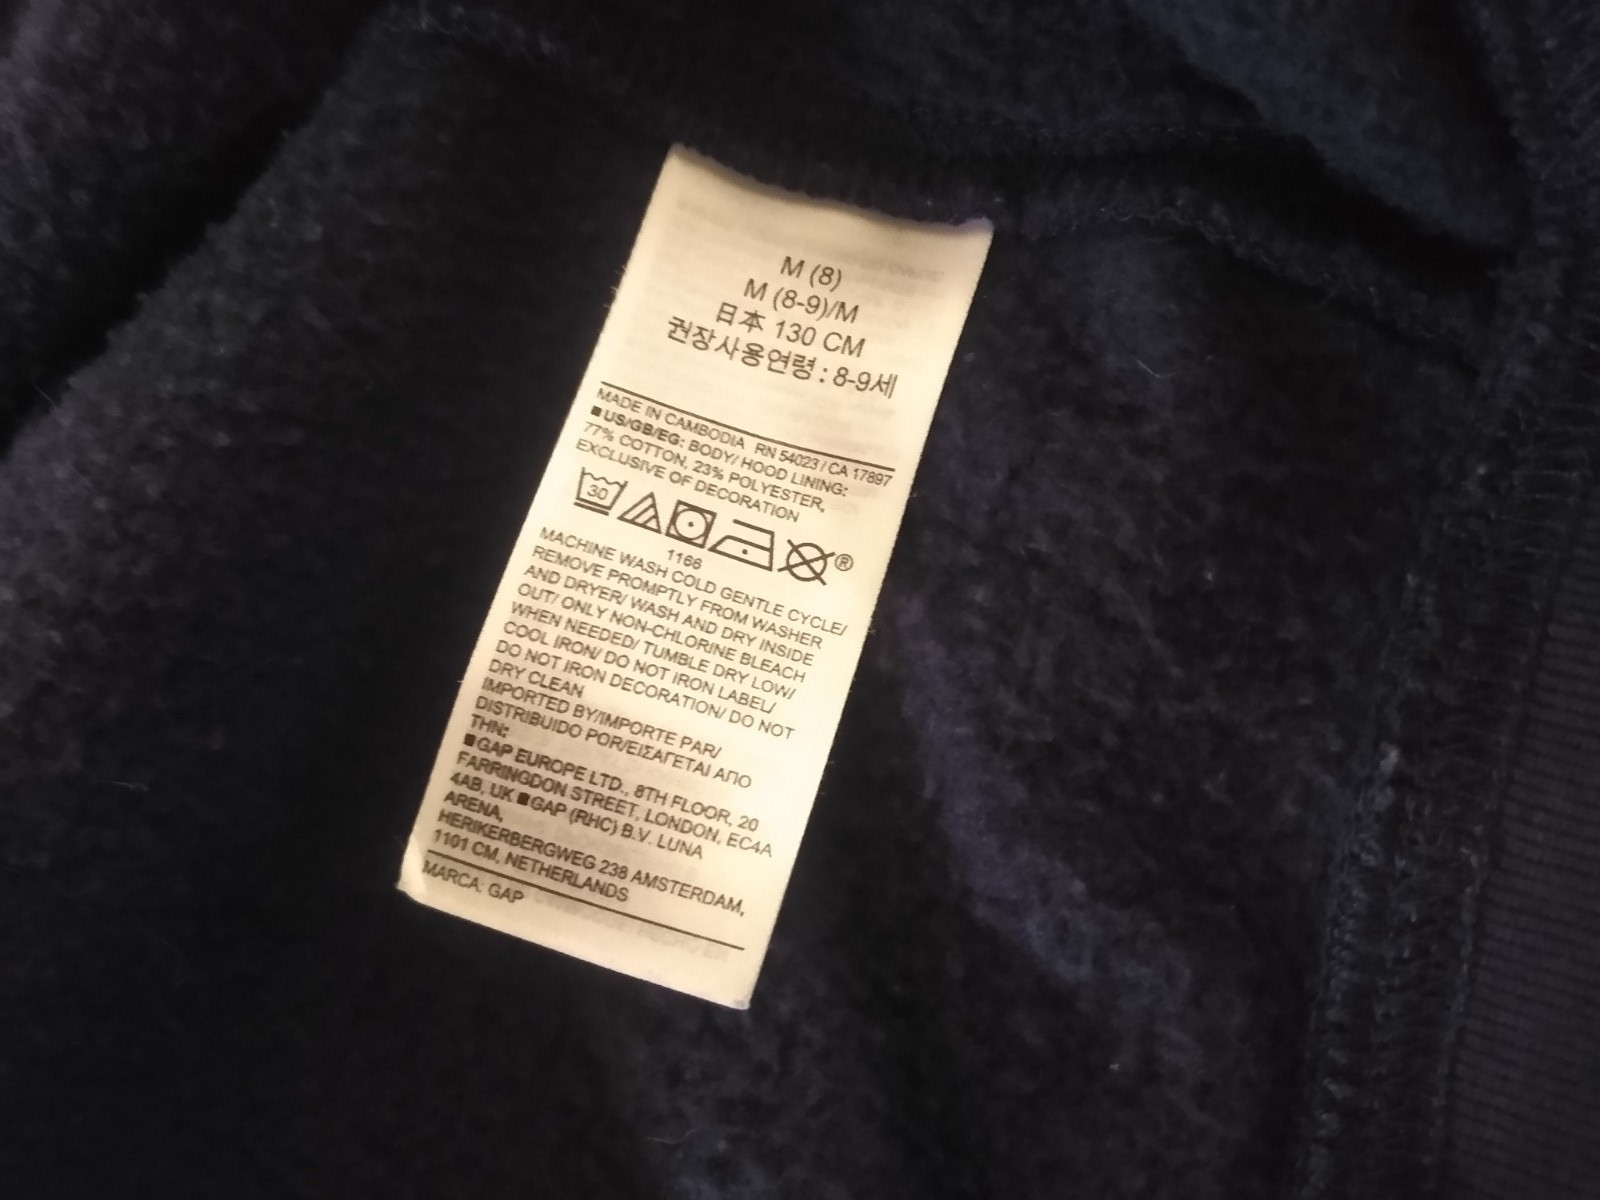 M (8)
M (8-9)/M
日本 130 CM
권장사용연령 : 8-9세
MADE IN CAMBODIA RN 54023 / CA 17897
■ US/GB/EG: BODY/ HOOD LINING:
77% COTTON, 23% POLYESTER,
EXCLUSIVE OF DECORATION
30
®
1166
MACHINE WASH COLD GENTLE CYCLE/
REMOVE PROMPTLY FROM WASHER
AND DRYER/ WASH AND DRY INSIDE
OUT/ ONLY NON-CHLORINE BLEACH
WHEN NEEDED/ TUMBLE DRY LOW/
COOL IRON/ DO NOT IRON LABEL/
DO NOT IRON DECORATION/ DO NOT
DRY CLEAN
IMPORTED BY/IMPORTE PAR/
DISTRIBUIDO POR/ΕΙΣΑΓΕΤΑΙ ΑΠΟ
ΤΗΝ:
■GAP EUROPE LTD., 8TH FLOOR, 20
FARRINGDON STREET, LONDON, EC4A
4AB, UK ■GAP (RHC) B.V. LUNA
ARENA,
HERIKERBERGWEG 238 AMSTERDAM,
1101 CM, NETHERLANDS
MARCA: GAP